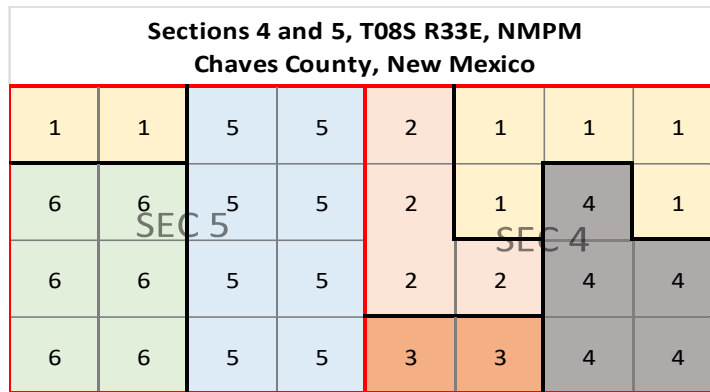 Sections 4 and 5, T08S R33E, NMPM
Chaves County, New Mexico
1 1 5 5 2 1 1 1
6 6 5 5 2 1 4 1
SEC 5 SEC 4
6 6 5 5 2 2 4 4
6 6 5 5 3 3 4 4